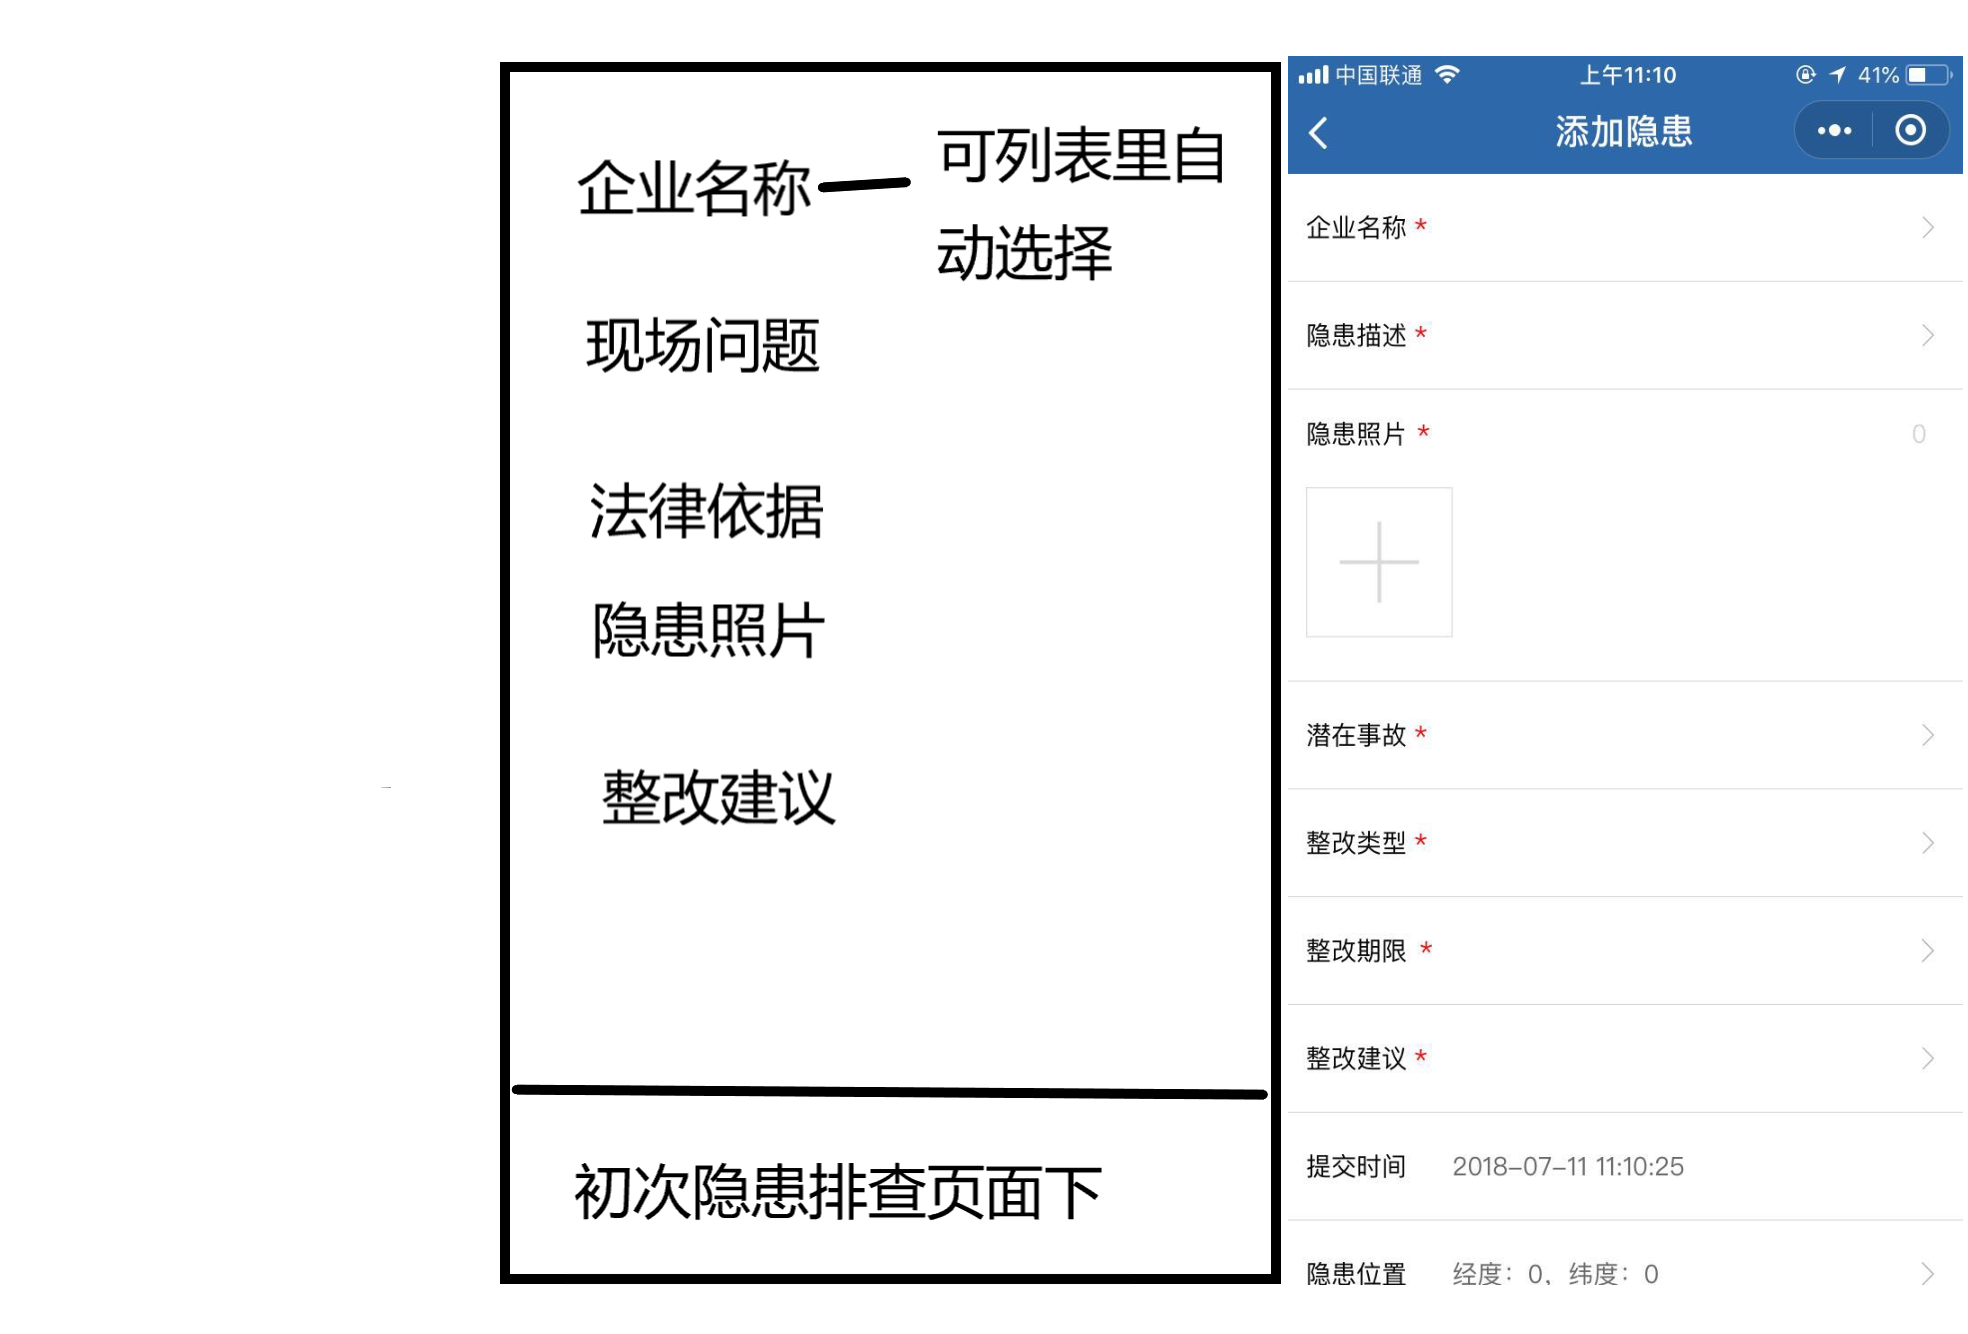 企业名称
可列表里自
动选择
现场问题
法律依据
隐患照片
整改建议
初次隐患排查页面下
中国联通 上午11:10 41%
添加隐患
企业名称 *
隐患描述 *
隐患照片 * 0
潜在事故 *
整改类型 *
整改期限 *
整改建议 *
提交时间 2018-07-11 11:10:25
隐患位置 经度：0，纬度：0